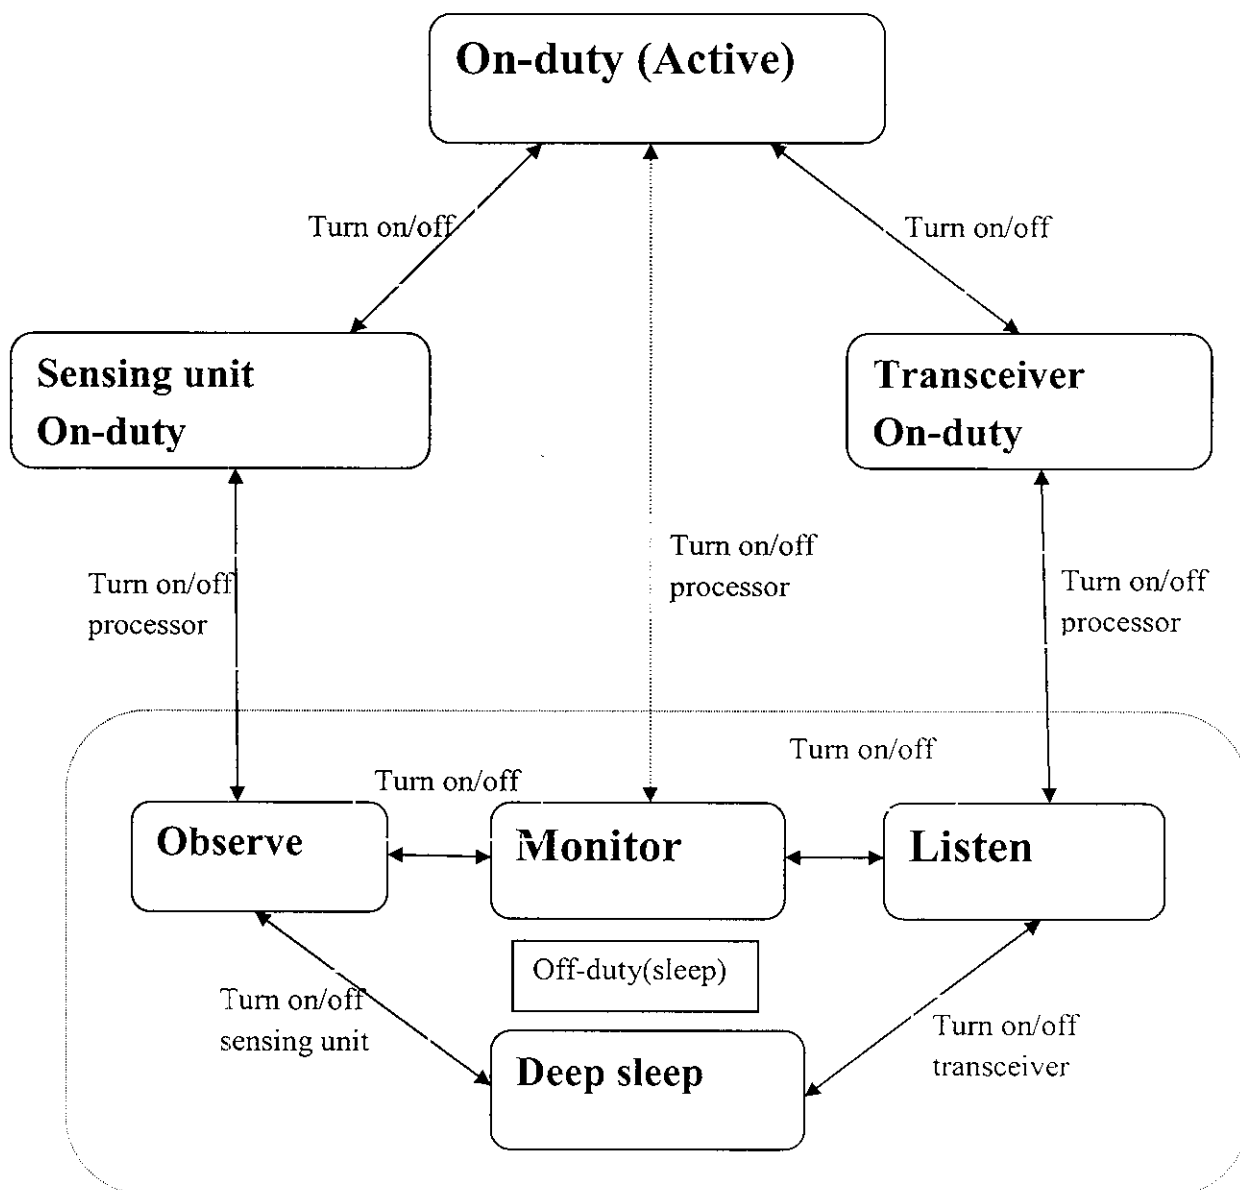 On-duty (Active)
Turn on/off
Turn on/off
Sensing unit
On-duty
Transceiver
On-duty
Turn on/off
processor
Turn on/off
processor
Turn on/off
processor
Turn on/off
Turn on/off
Observe
Monitor
Listen
Off-duty(sleep)
Turn on/off
sensing unit
Turn on/off
transceiver
Deep sleep